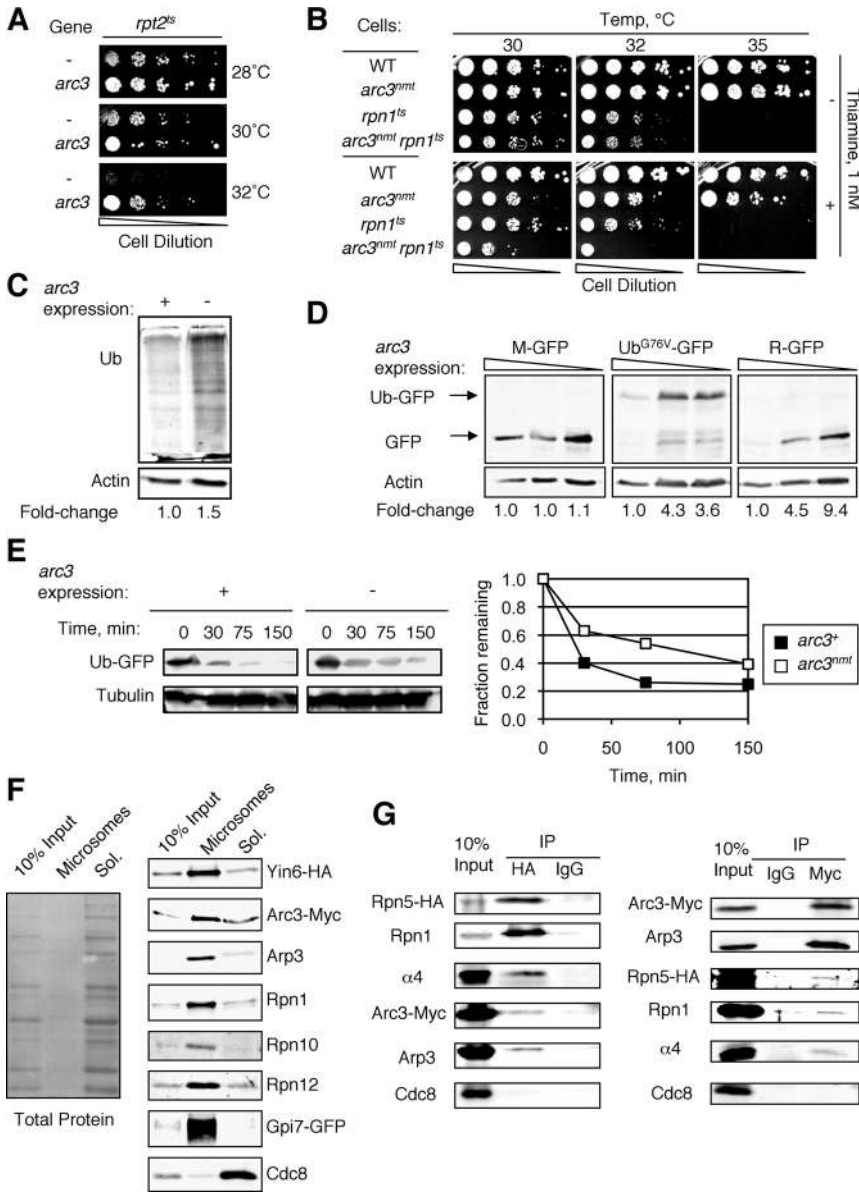 A
Gene rpt2ts
-
arc3
28°C
-
arc3
30°C
-
arc3
32°C
Cell Dilution
B
Cells:
Temp, °C
30 32 35
WT
arc3nmt
rpn1ts
arc3nmt rpn1ts
-
WT
arc3nmt
rpn1ts
arc3nmt rpn1ts
+
Thiamine, 1 nM
Cell Dilution
C
arc3
expression: + -
Ub
Actin
Fold-change 1.0 1.5
D
arc3
expression:
M-GFP UbG76V-GFP R-GFP
Ub-GFP
GFP
Actin
Fold-change 1.0 1.0 1.1 1.0 4.3 3.6 1.0 4.5 9.4
E
arc3
expression: + -
Time, min: 0 30 75 150 0 30 75 150
Ub-GFP
Tubulin
Fraction remaining
1.0
0.8
0.6
0.4
0.2
0.0
0 50 100 150
Time, min
arc3+
arc3nmt
F
10% Input Microsomes Sol.
Total Protein
10% Input Microsomes Sol.
Yin6-HA
Arc3-Myc
Arp3
Rpn1
Rpn10
Rpn12
Gpi7-GFP
Cdc8
G
10% Input
IP
HA IgG
Rpn5-HA
Rpn1
α4
Arc3-Myc
Arp3
Cdc8
10% Input
IP
IgG Myc
Arc3-Myc
Arp3
Rpn5-HA
Rpn1
α4
Cdc8